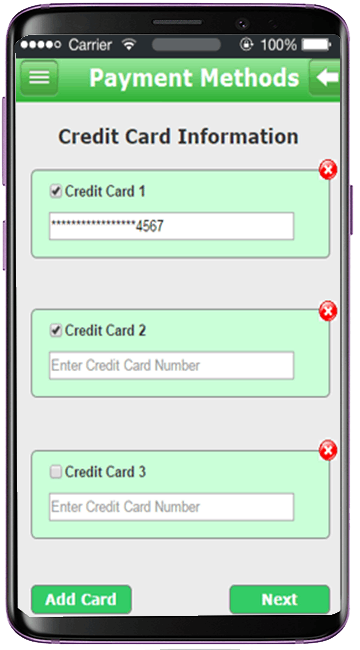 Carrier 100%
Payment Methods
Credit Card Information
Credit Card 1
*****************4567
Credit Card 2
Enter Credit Card Number
Credit Card 3
Enter Credit Card Number
Add Card Next